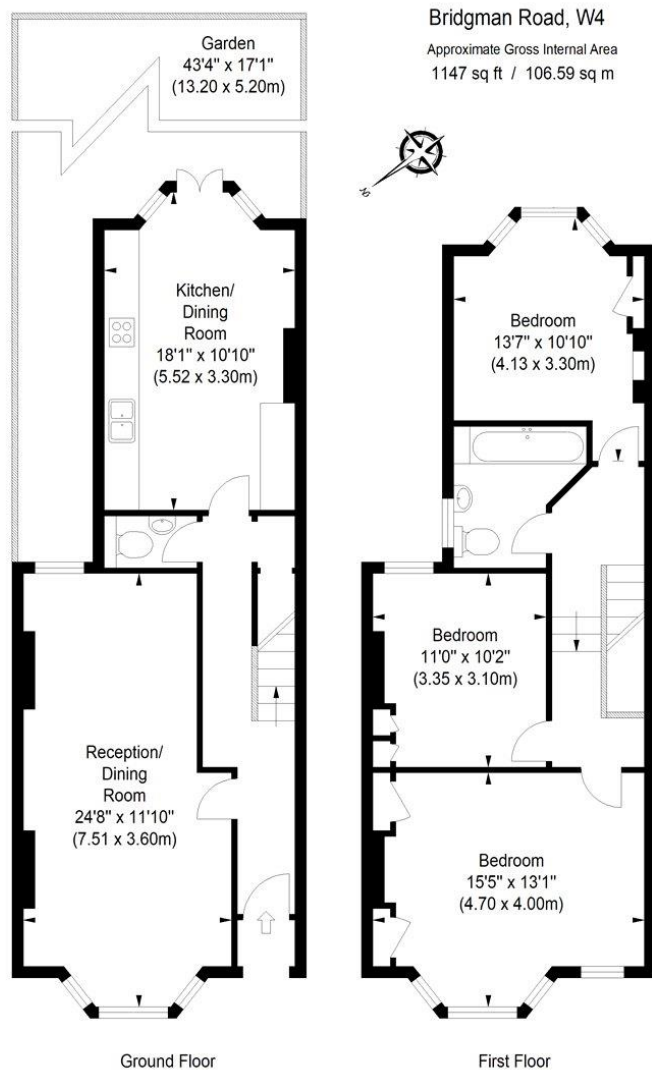 Bridgman Road, W4
Approximate Gross Internal Area
1147 sq ft / 106.59 sq m
Garden
43'4" x 17'1"
(13.20 x 5.20m)
N
Kitchen/
Dining
Room
18'1" x 10'10"
(5.52 x 3.30m)
Reception/
Dining
Room
24'8" x 11'10"
(7.51 x 3.60m)
Ground Floor
Bedroom
13'7" x 10'10"
(4.13 x 3.30m)
Bedroom
11'0" x 10'2"
(3.35 x 3.10m)
Bedroom
15'5" x 13'1"
(4.70 x 4.00m)
First Floor